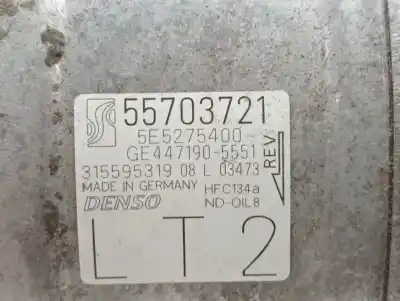 55703721
5E5275400
GE447190-5551
315595319 08 L 03473
MADE IN GERMANY HFC134a
DENSO ND-OIL8
REV
LT2